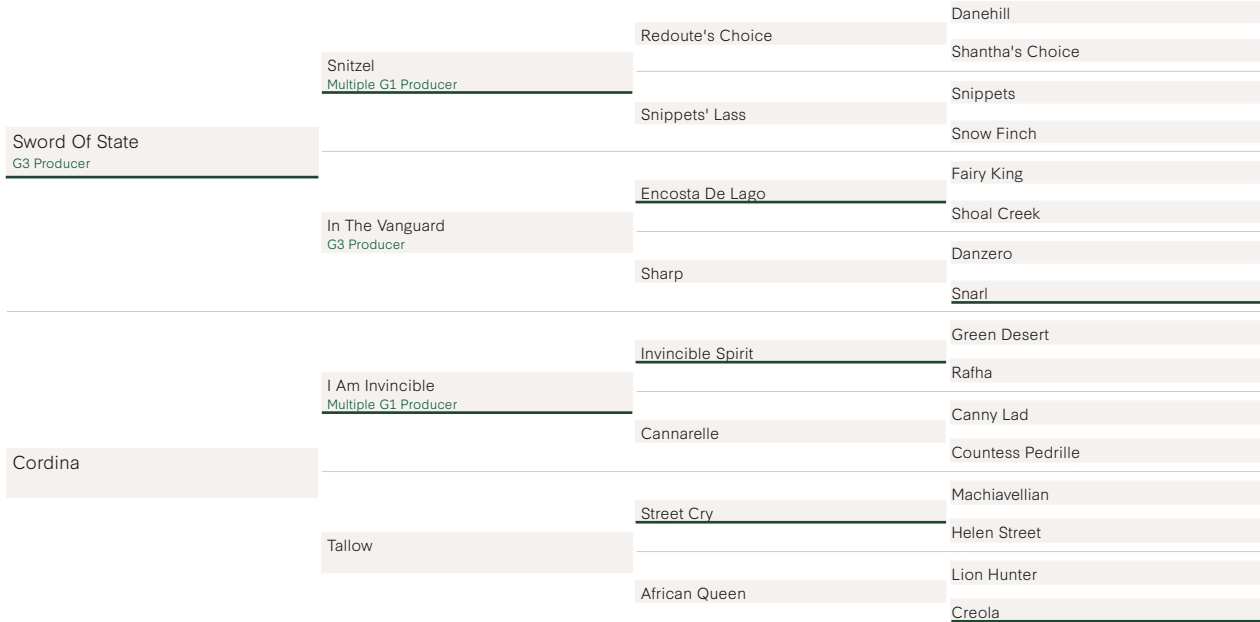 Sword Of State
G3 Producer
Cordina
Snitzel
Multiple G1 Producer
In The Vanguard
G3 Producer
I Am Invincible
Multiple G1 Producer
Tallow
Redoute's Choice
Snippets' Lass
Encosta De Lago
Sharp
Invincible Spirit
Cannarelle
Street Cry
African Queen
Danehill
Shantha's Choice
Snippets
Snow Finch
Fairy King
Shoal Creek
Danzero
Snarl
Green Desert
Rafha
Canny Lad
Countess Pedrille
Machiavellian
Helen Street
Lion Hunter
Creola